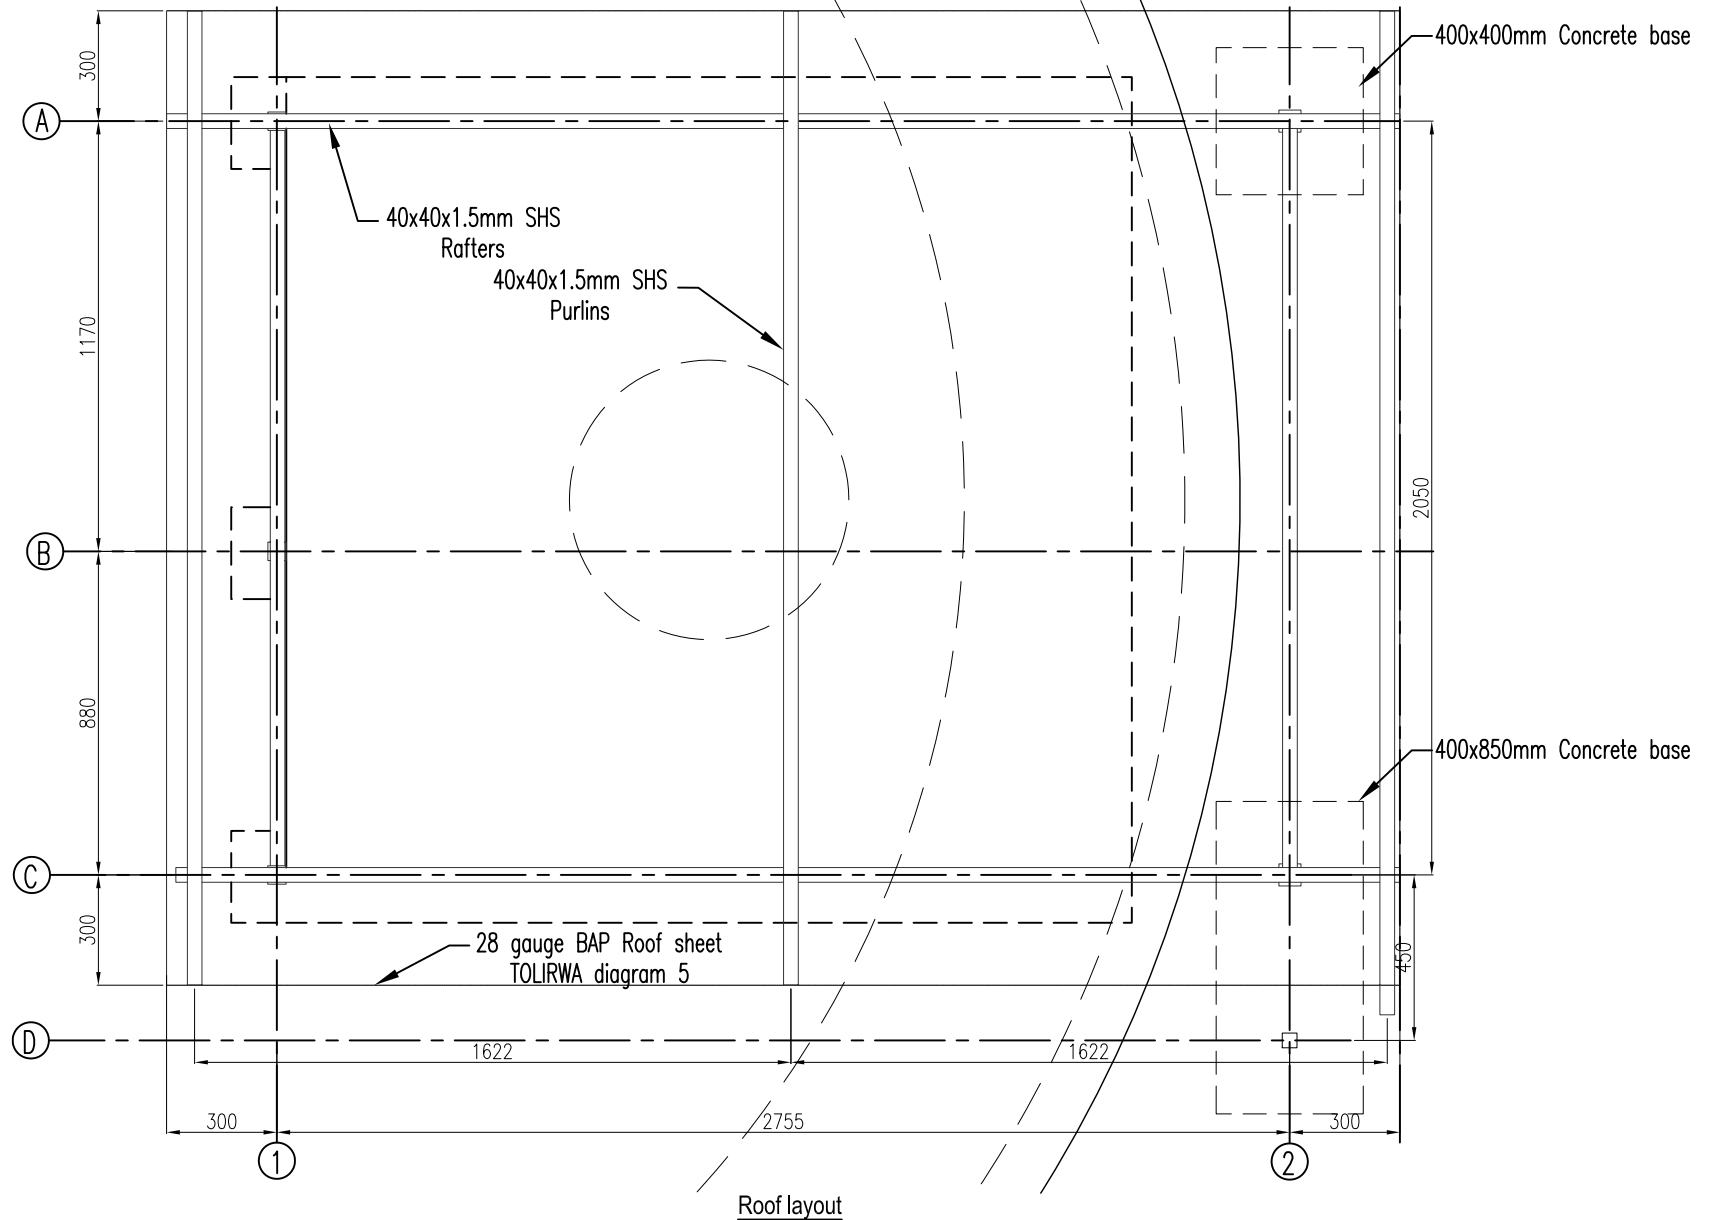 400x400mm Concrete base
300
A
40x40x1.5mm SHS
Rafters
40x40x1.5mm SHS
Purlins
1170
2050
B
880
400x850mm Concrete base
C
300
28 gauge BAP Roof sheet
TOLIRWA diagram 5
450
D
1622
1622
300
2755
300
1
2
Roof layout